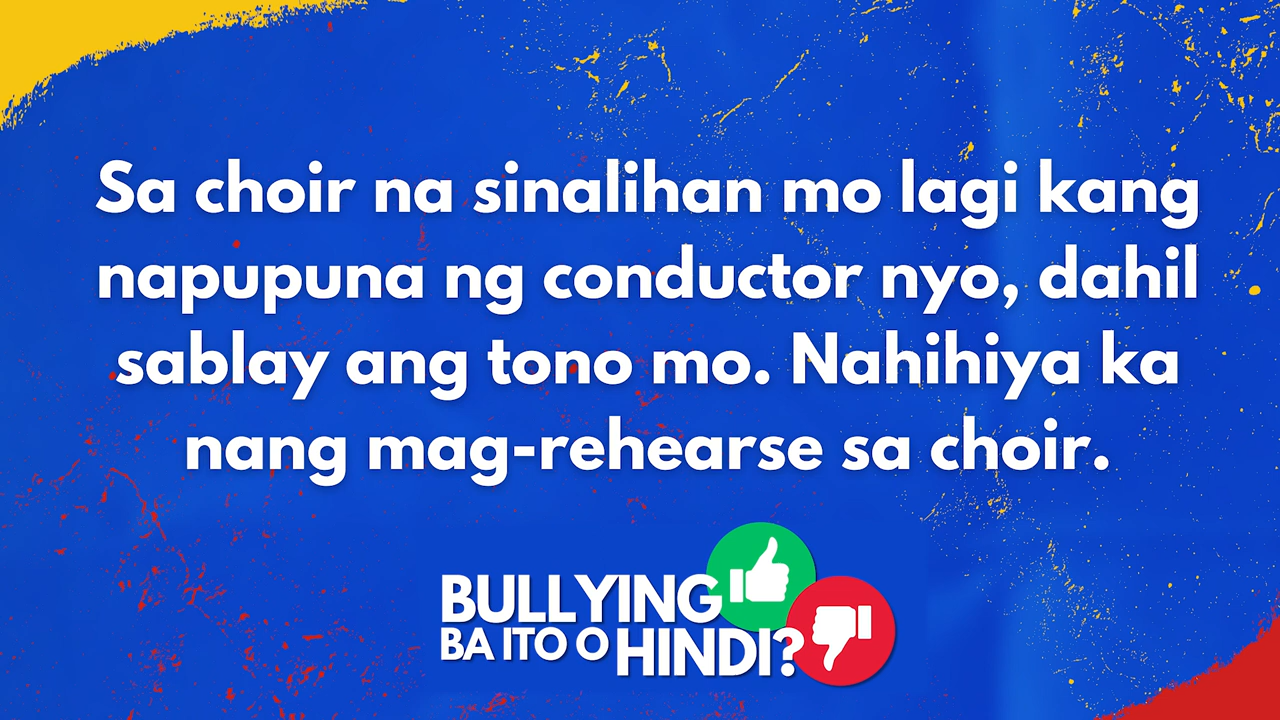 Sa choir na sinalihan mo lagi kang
napupuna ng conductor nyo, dahil
sablay ang tono mo. Nahihiya ka
nang mag-rehearse sa choir.
BULLYING
BA ITO O HINDI?